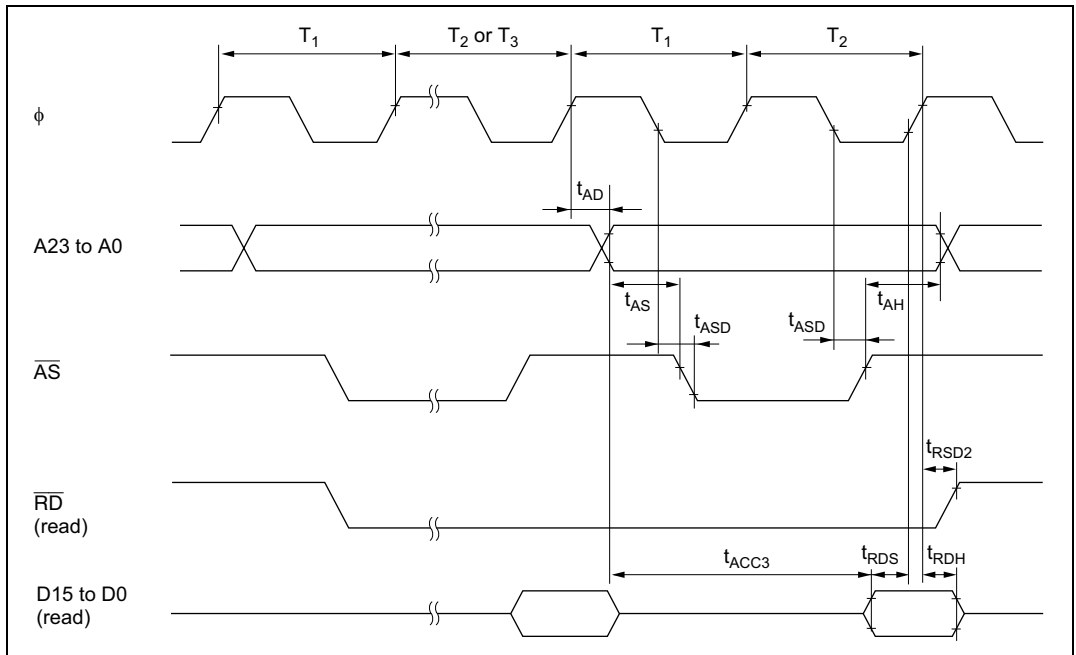 T1 T2 or T3 T1 T2
ϕ
tAD
A23 to A0
tAS tAH
tASD tASD
AS
tRSD2
RD
(read)
tACC3 tRDS tRDH
D15 to D0
(read)